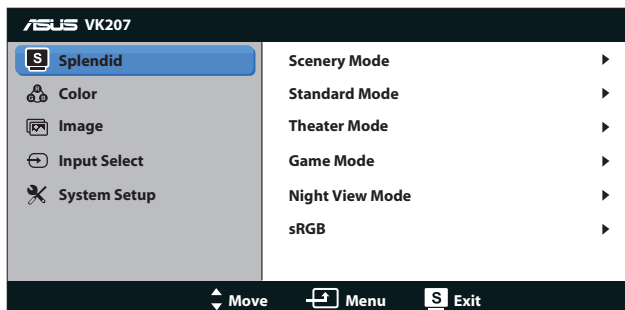 ASUS VK207
S Splendid
Color
Image
Input Select
System Setup
Scenery Mode
Standard Mode
Theater Mode
Game Mode
Night View Mode
sRGB
Move Menu S Exit